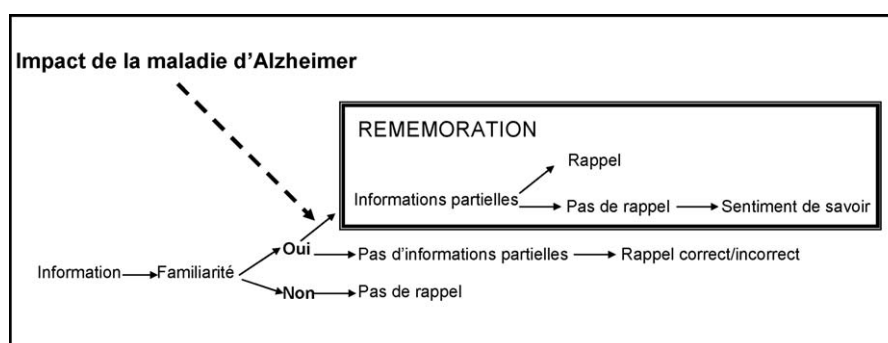 Impact de la maladie d'Alzheimer
REMEMORATION
Rappel
Informations partielles
Pas de rappel
Sentiment de savoir
Oui
Pas d'informations partielles
Rappel correct/incorrect
Information
Familiarité
Non
Pas de rappel